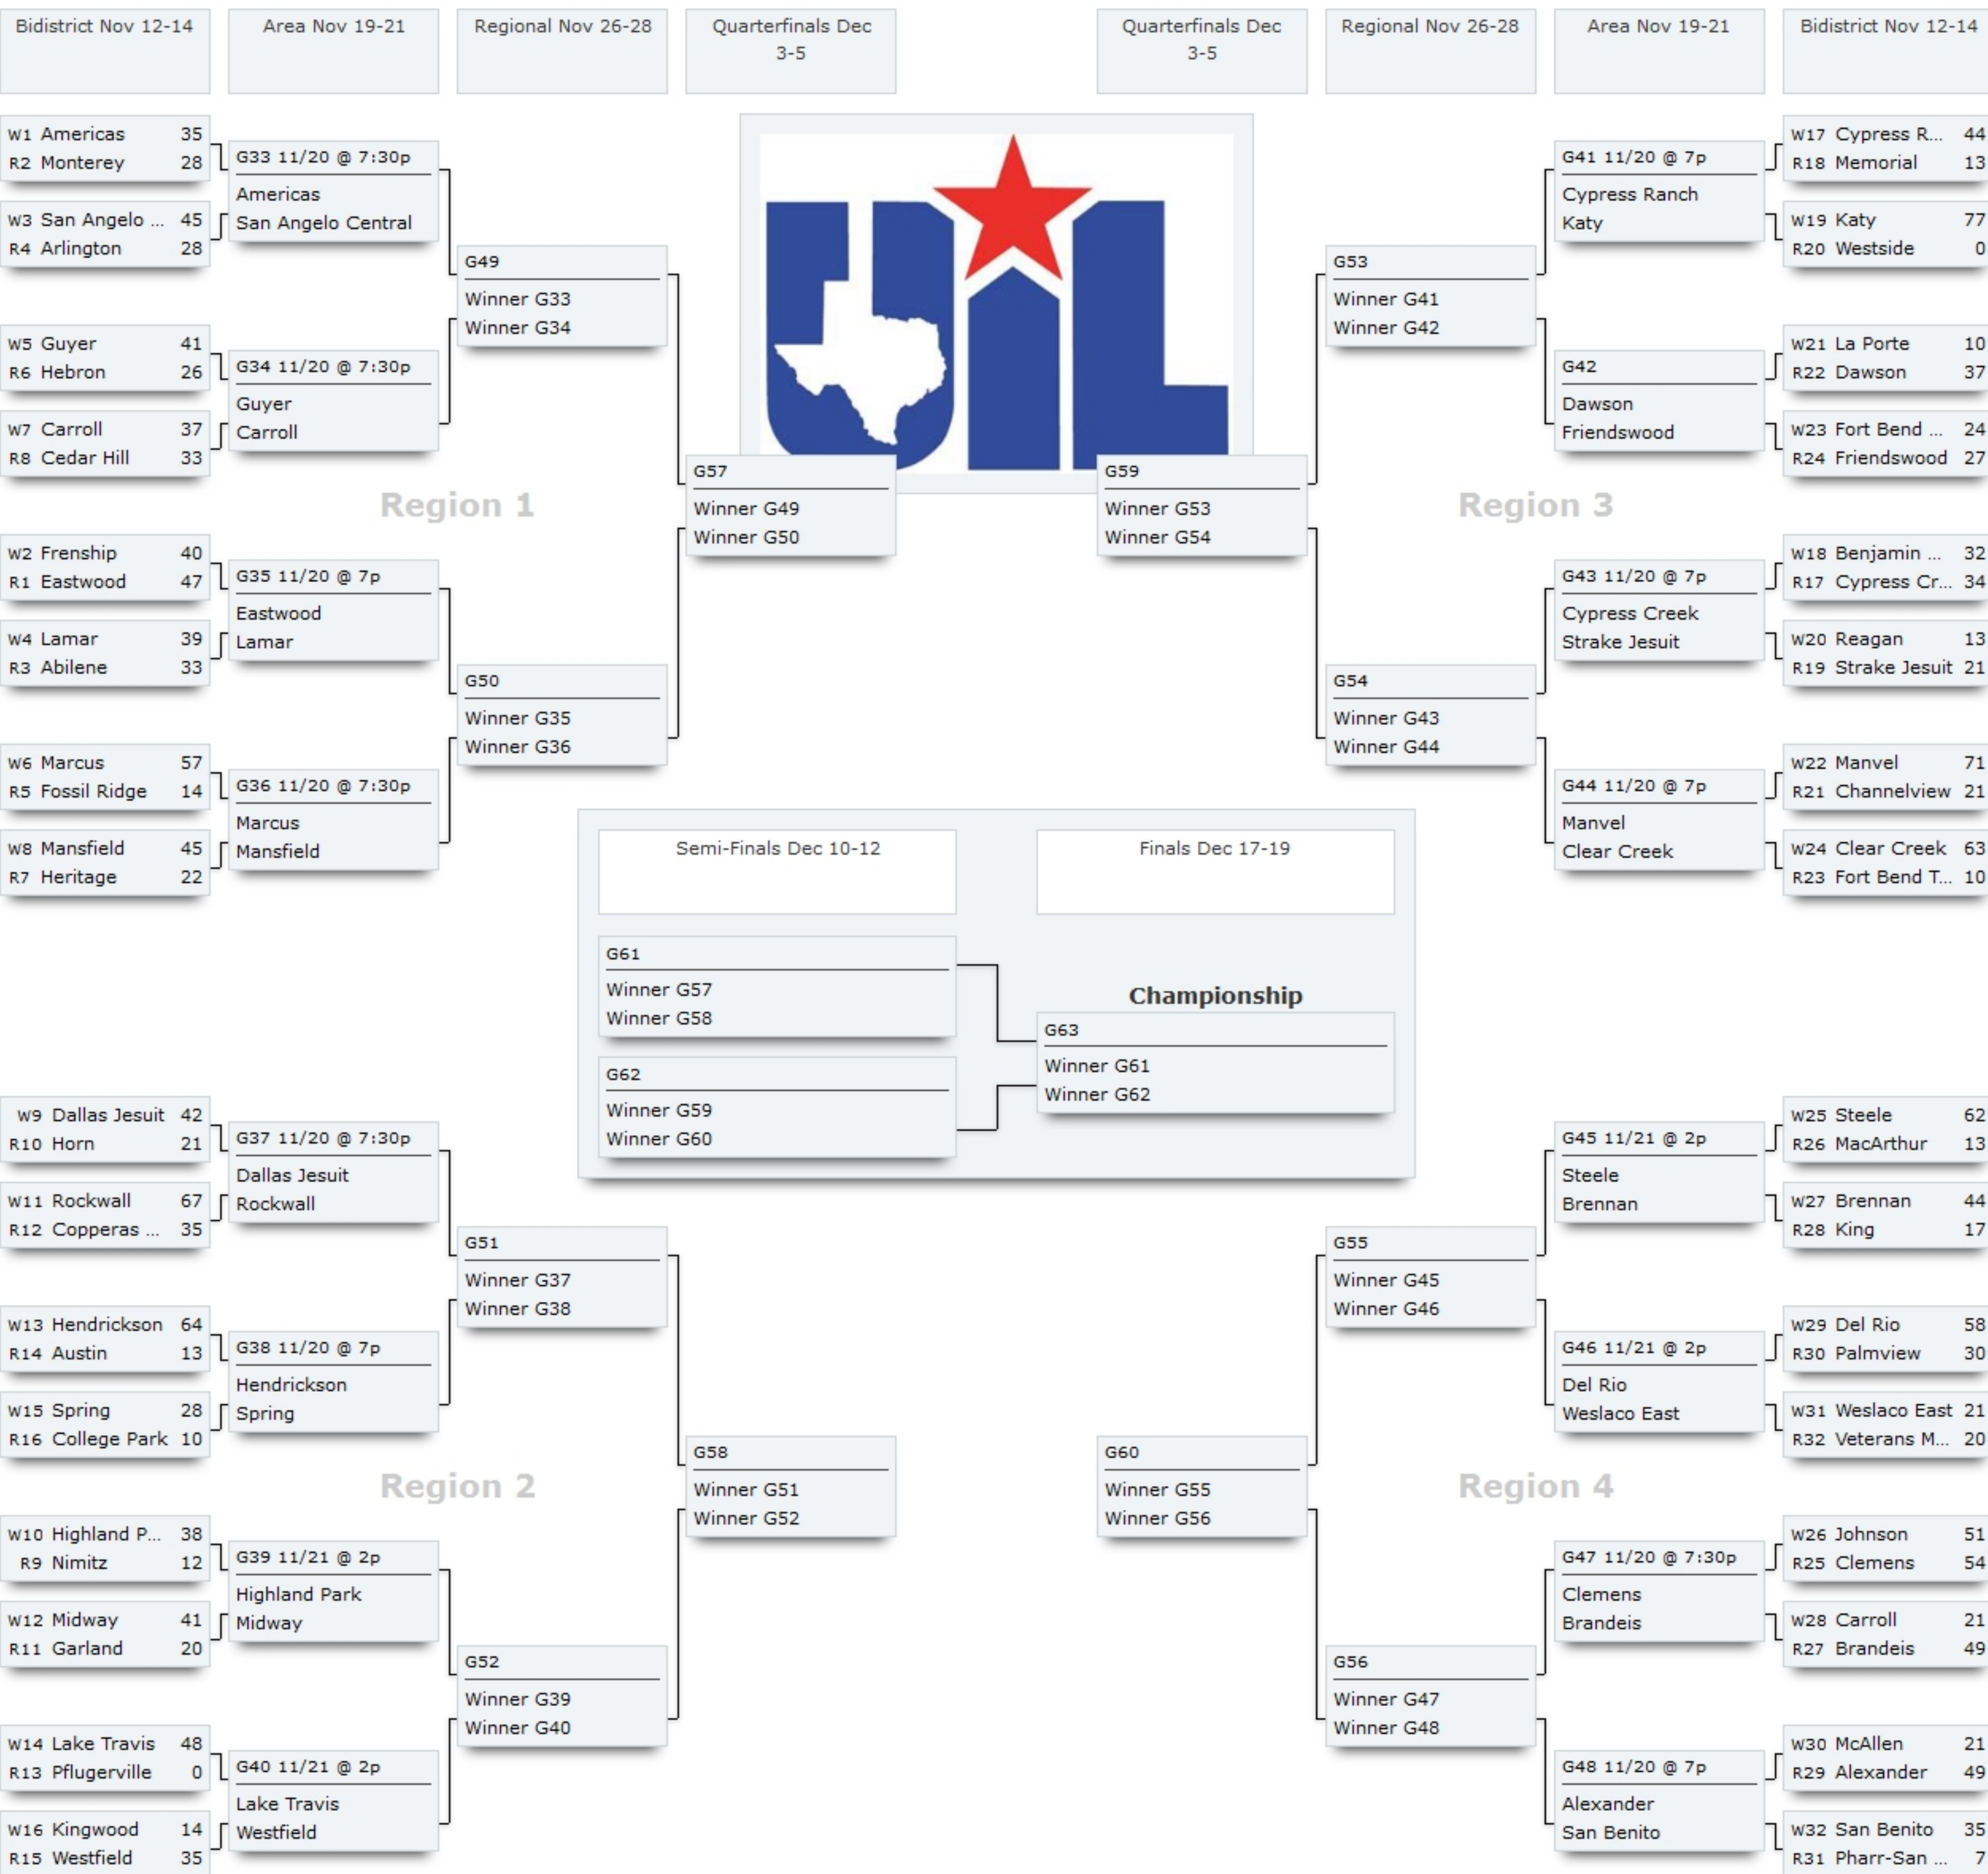 Bidistrict Nov 12-14
Area Nov 19-21
Regional Nov 26-28
Quarterfinals Dec
3-5
Quarterfinals Dec
3-5
Regional Nov 26-28
Area Nov 19-21
Bidistrict Nov 12-14
W1 Americas 35
R2 Monterey 28
W3 San Angelo ... 45
R4 Arlington 28
W5 Guyer 41
R6 Hebron 26
W7 Carroll 37
R8 Cedar Hill 33
W2 Frenship 40
R1 Eastwood 47
W4 Lamar 39
R3 Abilene 33
W6 Marcus 57
R5 Fossil Ridge 14
W8 Mansfield 45
R7 Heritage 22
G33 11/20 @ 7:30p
Americas
San Angelo Central
G34 11/20 @ 7:30p
Guyer
Carroll
G35 11/20 @ 7p
Eastwood
Lamar
G36 11/20 @ 7:30p
Marcus
Mansfield
G49
Winner G33
Winner G34
G50
Winner G35
Winner G36
Region 1
G57
Winner G49
Winner G50
UIL
G59
Winner G53
Winner G54
Region 3
G53
Winner G41
Winner G42
G54
Winner G43
Winner G44
G41 11/20 @ 7p
Cypress Ranch
Katy
G42
Dawson
Friendswood
G43 11/20 @ 7p
Cypress Creek
Strake Jesuit
G44 11/20 @ 7p
Manvel
Clear Creek
W17 Cypress R... 44
R18 Memorial 13
W19 Katy 77
R20 Westside 0
W21 La Porte 10
R22 Dawson 37
W23 Fort Bend ... 24
R24 Friendswood 27
W18 Benjamin ... 32
R17 Cypress Cr... 34
W20 Reagan 13
R19 Strake Jesuit 21
W22 Manvel 71
R21 Channelview 21
W24 Clear Creek 63
R23 Fort Bend T... 10
Semi-Finals Dec 10-12
Finals Dec 17-19
G61
Winner G57
Winner G58
G62
Winner G59
Winner G60
Championship
G63
Winner G61
Winner G62
W9 Dallas Jesuit 42
R10 Horn 21
W11 Rockwall 67
R12 Copperas ... 35
W13 Hendrickson 64
R14 Austin 13
W15 Spring 28
R16 College Park 10
W10 Highland P... 38
R9 Nimitz 12
W12 Midway 41
R11 Garland 20
W14 Lake Travis 48
R13 Pflugerville 0
W16 Kingwood 14
R15 Westfield 35
G37 11/20 @ 7:30p
Dallas Jesuit
Rockwall
G38 11/20 @ 7p
Hendrickson
Spring
G39 11/21 @ 2p
Highland Park
Midway
G40 11/21 @ 2p
Lake Travis
Westfield
G51
Winner G37
Winner G38
G52
Winner G39
Winner G40
Region 2
G58
Winner G51
Winner G52
G60
Winner G55
Winner G56
Region 4
G55
Winner G45
Winner G46
G56
Winner G47
Winner G48
G45 11/21 @ 2p
Steele
Brennan
G46 11/21 @ 2p
Del Rio
Weslaco East
G47 11/20 @ 7:30p
Clemens
Brandeis
G48 11/20 @ 7p
Alexander
San Benito
W25 Steele 62
R26 MacArthur 13
W27 Brennan 44
R28 King 17
W29 Del Rio 58
R30 Palmview 30
W31 Weslaco East 21
R32 Veterans M... 20
W26 Johnson 51
R25 Clemens 54
W28 Carroll 21
R27 Brandeis 49
W30 McAllen 21
R29 Alexander 49
W32 San Benito 35
R31 Pharr-San ... 7